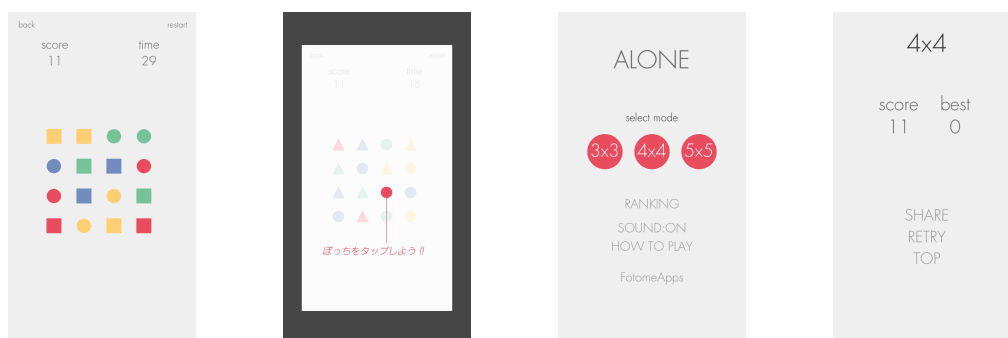 back restart
score time
11 29
back restart
score time
11 16
ぼっちをタップしよう!!
ALONE
select mode
3x3 4x4 5x5
RANKING
SOUND:ON
HOW TO PLAY
FotomeApps
4x4
score best
11 0
SHARE
RETRY
TOP